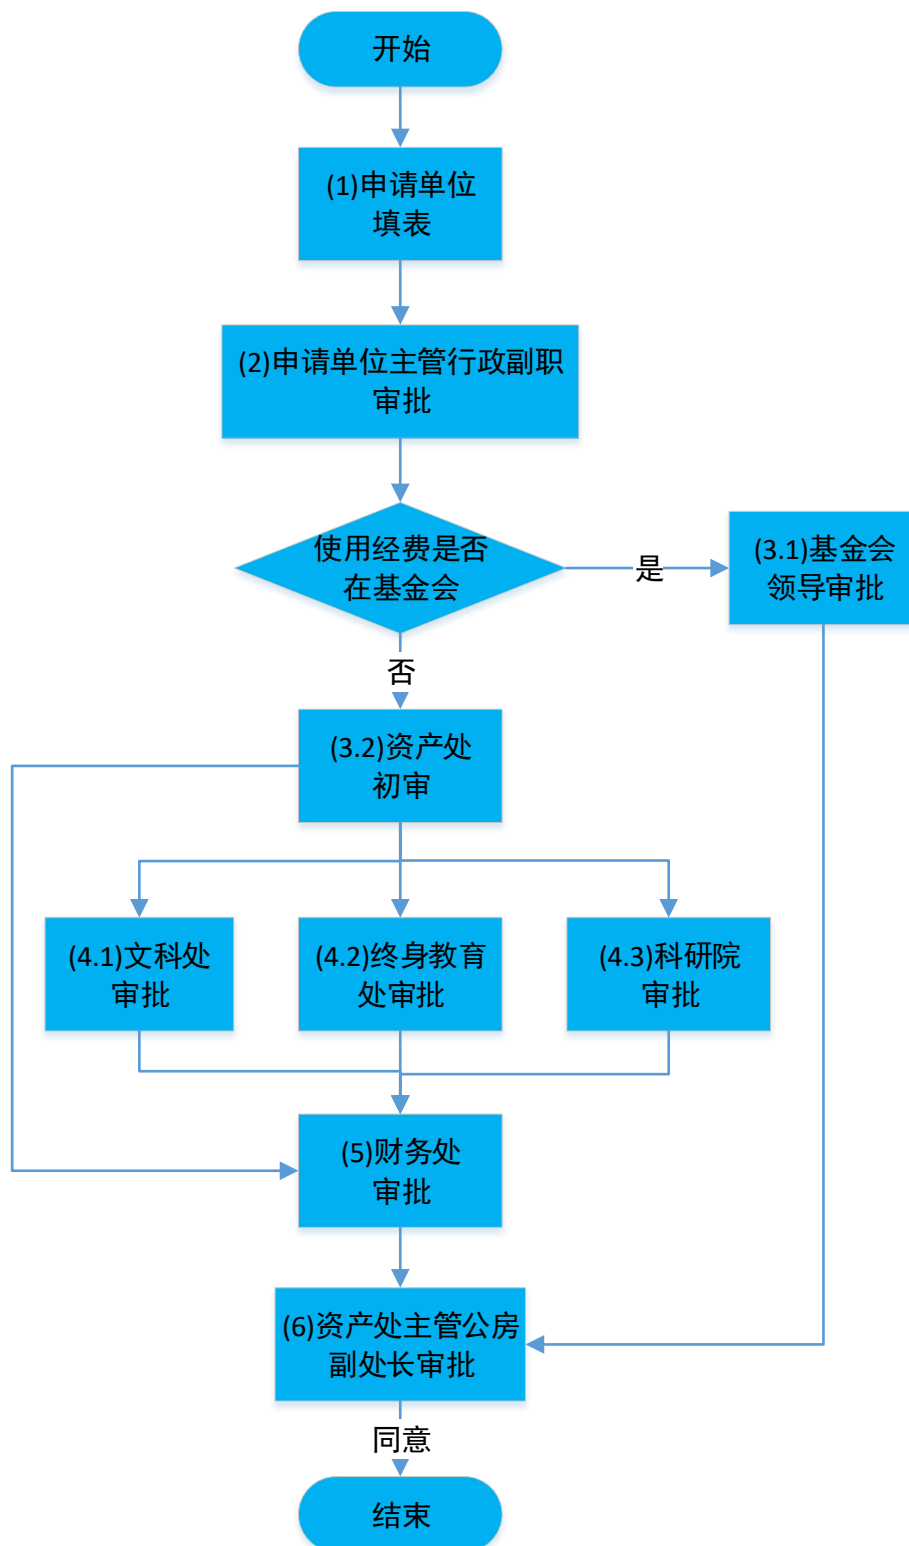 开始
(1)申请单位
填表
(2)申请单位主管行政副职
审批
使用经费是否
在基金会
是
(3.1)基金会
领导审批
否
(3.2)资产处
初审
(4.1)文科处
审批
(4.2)终身教育
处审批
(4.3)科研院
审批
(5)财务处
审批
(6)资产处主管公房
副处长审批
同意
结束